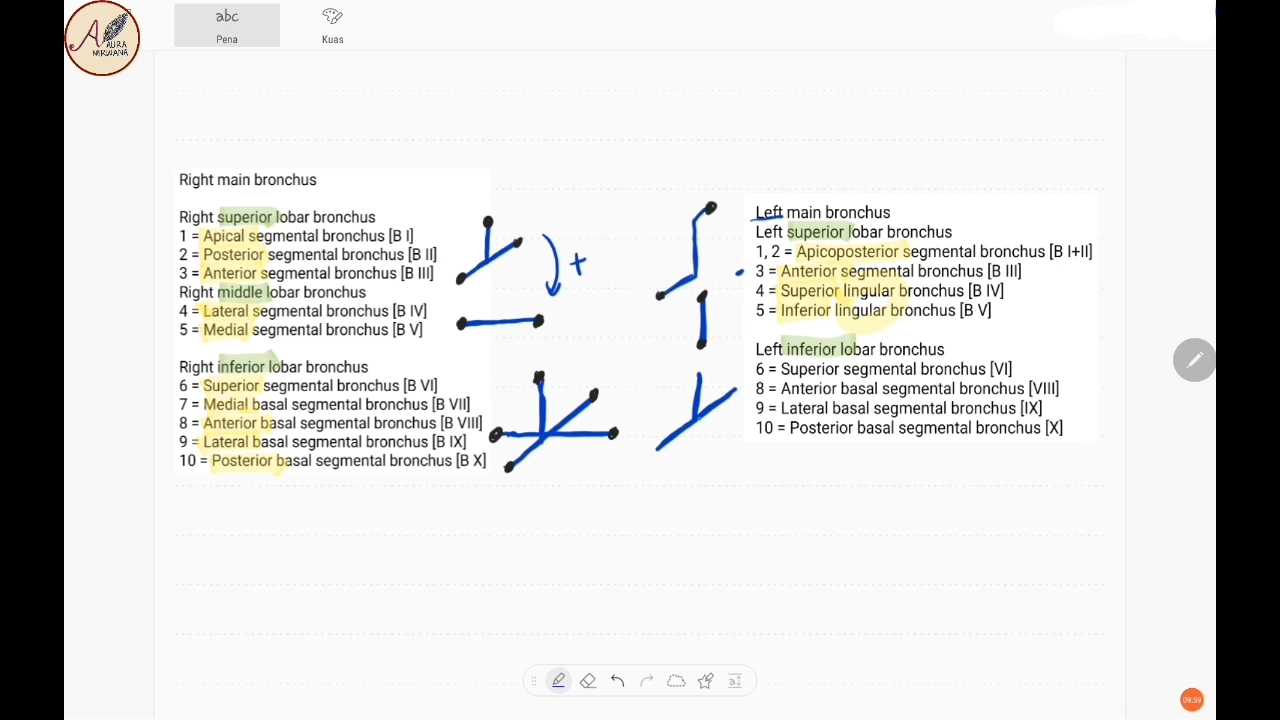 A
AURA
NIRWANA
abc
Pena
Kuas
Right main bronchus
Right superior lobar bronchus
1 = Apical segmental bronchus [B I]
2 = Posterior segmental bronchus [B II]
3 = Anterior segmental bronchus [B III]
Right middle lobar bronchus
4 = Lateral segmental bronchus [B IV]
5 = Medial segmental bronchus [B V]
Right inferior lobar bronchus
6 = Superior segmental bronchus [B VI]
7 = Medial basal segmental bronchus [B VII]
8 = Anterior basal segmental bronchus [B VIII]
9 = Lateral basal segmental bronchus [B IX]
10 = Posterior basal segmental bronchus [B X]
+
Left main bronchus
Left superior lobar bronchus
1, 2 = Apicoposterior segmental bronchus [B I+II]
3 = Anterior segmental bronchus [B III]
4 = Superior lingular bronchus [B IV]
5 = Inferior lingular bronchus [B V]
Left inferior lobar bronchus
6 = Superior segmental bronchus [VI]
8 = Anterior basal segmental bronchus [VIII]
9 = Lateral basal segmental bronchus [IX]
10 = Posterior basal segmental bronchus [X]
a
09:59